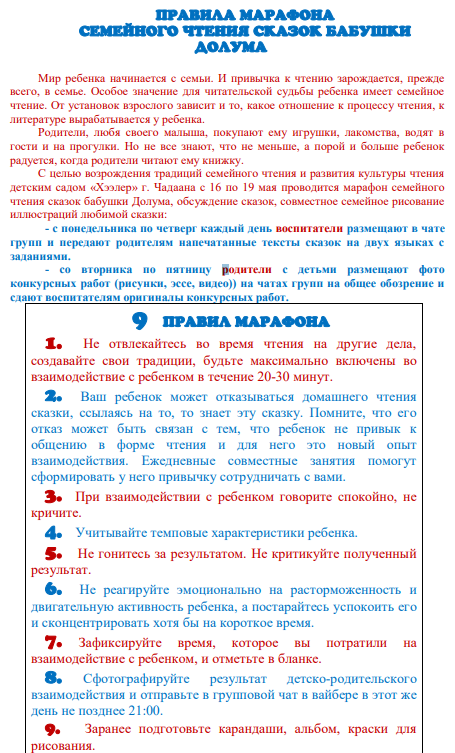 ПРАВИЛА МАРАФОНА
СЕМЕЙНОГО ЧТЕНИЯ СКАЗОК БАБУШКИ
ДОЛУМА
Мир ребенка начинается с семьи. И привычка к чтению зарождается, прежде
всего, в семье. Особое значение для читательской судьбы ребенка имеет семейное
чтение. От установок взрослого зависит и то, какое отношение к процессу чтения, к
литературе вырабатывается у ребенка.
Родители, любя своего малыша, покупают ему игрушки, лакомства, водят в
гости и на прогулки. Но не все знают, что не меньше, а порой и больше ребенок
радуется, когда родители читают ему книжку.
С целью возрождения традиций семейного чтения и развития культуры чтения
детским садом «Хээлер» г. Чадаана с 16 по 19 мая проводится марафон семейного
чтения сказок бабушки Долума, обсуждение сказок, совместное семейное рисование
иллюстраций любимой сказки:
- с понедельника по четверг каждый день воспитатели размещают в чате
групп и передают родителям напечатанные тексты сказок на двух языках с
заданиями.
- со вторника по пятницу родители с детьми размещают фото
конкурсных работ (рисунки, эссе, видео)) на чатах групп на общее обозрение и
сдают воспитателям оригиналы конкурсных работ.
9 ПРАВИЛ МАРАФОНА
1. Не отвлекайтесь во время чтения на другие дела,
создавайте свои традиции, будьте максимально включены во
взаимодействие с ребенком в течение 20-30 минут.
2. Ваш ребенок может отказываться домашнего чтения
сказки, ссылаясь на то, то знает эту сказку. Помните, что его
отказ может быть связан с тем, что ребенок не привык к
общению в форме чтения и для него это новый опыт
взаимодействия. Ежедневные совместные занятия помогут
сформировать у него привычку сотрудничать с вами.
3. При взаимодействии с ребенком говорите спокойно, не
кричите.
4. Учитывайте темповые характеристики ребенка.
5. Не гонитесь за результатом. Не критикуйте полученный
результат.
6. Не реагируйте эмоционально на расторможенность и
двигательную активность ребенка, а постарайтесь успокоить его
и сконцентрировать хотя бы на короткое время.
7. Зафиксируйте время, которое вы потратили на
взаимодействие с ребенком, и отметьте в бланке.
8. Сфотографируйте результат детско-родительского
взаимодействия и отправьте в групповой чат в вайбере в этот же
день не позднее 21:00.
9. Заранее подготовьте карандаши, альбом, краски для
рисования.